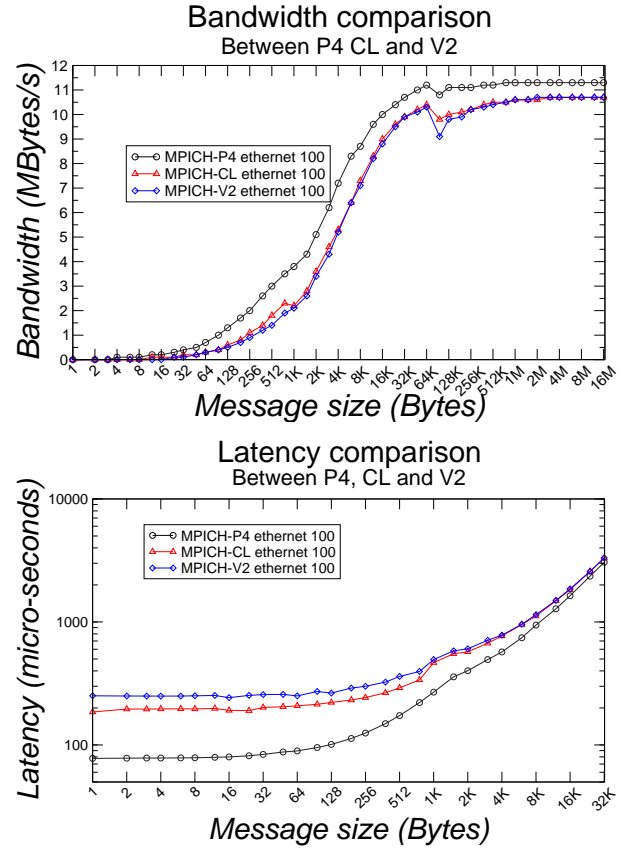 Bandwidth comparison
Between P4 CL and V2
12
11
10
9
8
7
6
5
4
3
2
1
0
Bandwidth (MBytes/s)
MPICH-P4 ethernet 100
MPICH-CL ethernet 100
MPICH-V2 ethernet 100
1 2 4 8 16 32 64 128 256 512 1K 2K 4K 8K 16K 32K 64K 128K 256K 512K 1M 2M 4M 8M 16M
Message size (Bytes)
Latency comparison
Between P4, CL and V2
10000
1000
100
Latency (micro-seconds)
MPICH-P4 ethernet 100
MPICH-CL ethernet 100
MPICH-V2 ethernet 100
1 2 4 8 16 32 64 128 256 512 1K 2K 4K 8K 16K 32K
Message size (Bytes)